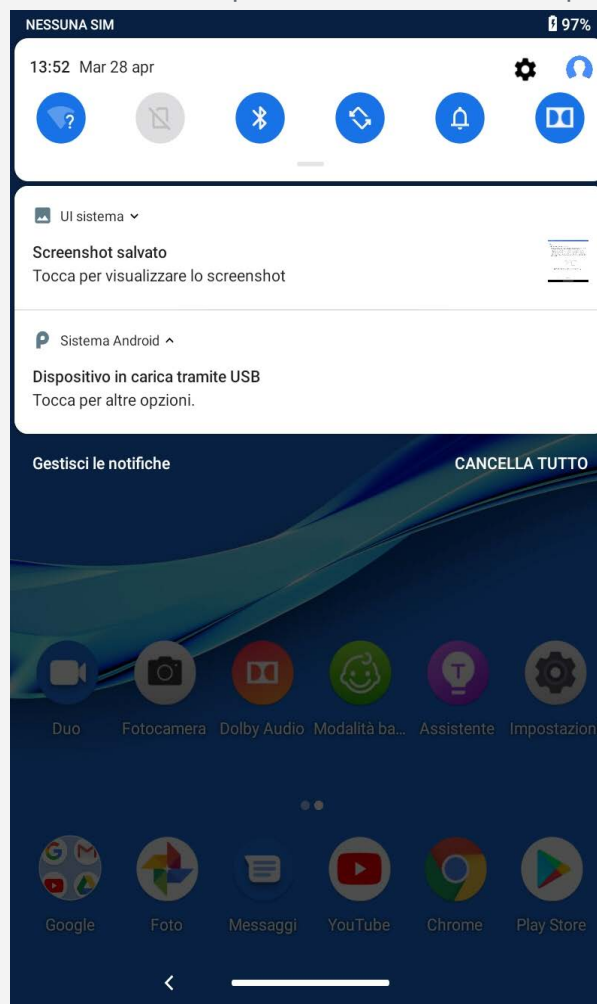 NESSUNA SIM 97%
13:52 Mar 28 apr
UI sistema
Screenshot salvato
Tocca per visualizzare lo screenshot
Sistema Android
Dispositivo in carica tramite USB
Tocca per altre opzioni.
Gestisci le notifiche CANCELLA TUTTO
Duo Fotocamera Dolby Audio Modalità ba... Assistente Impostazion
Google Foto Messaggi YouTube Chrome Play Store